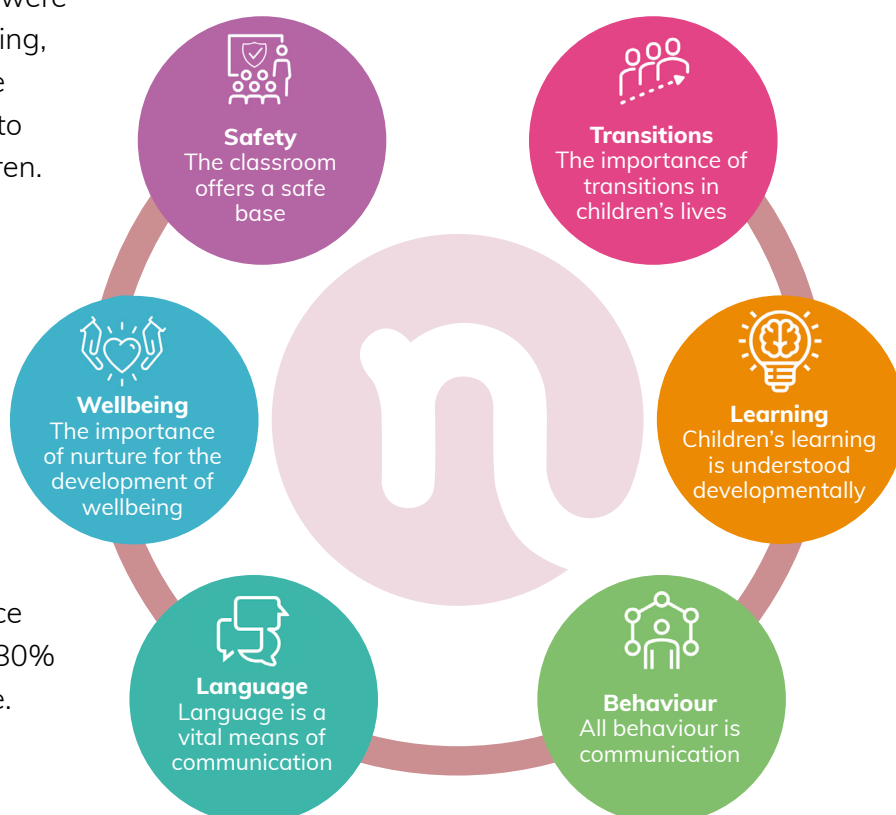 were
ing,
e
to
ren.
Safety
The classroom
offers a safe
base
Transitions
The importance of
transitions in
children’s lives
Wellbeing
The importance
of nurture for the
development of
wellbeing
Learning
Children’s learning
is understood
developmentally
n
ce
30%
e.
Language
Language is a
vital means of
communication
Behaviour
All behaviour is
communication